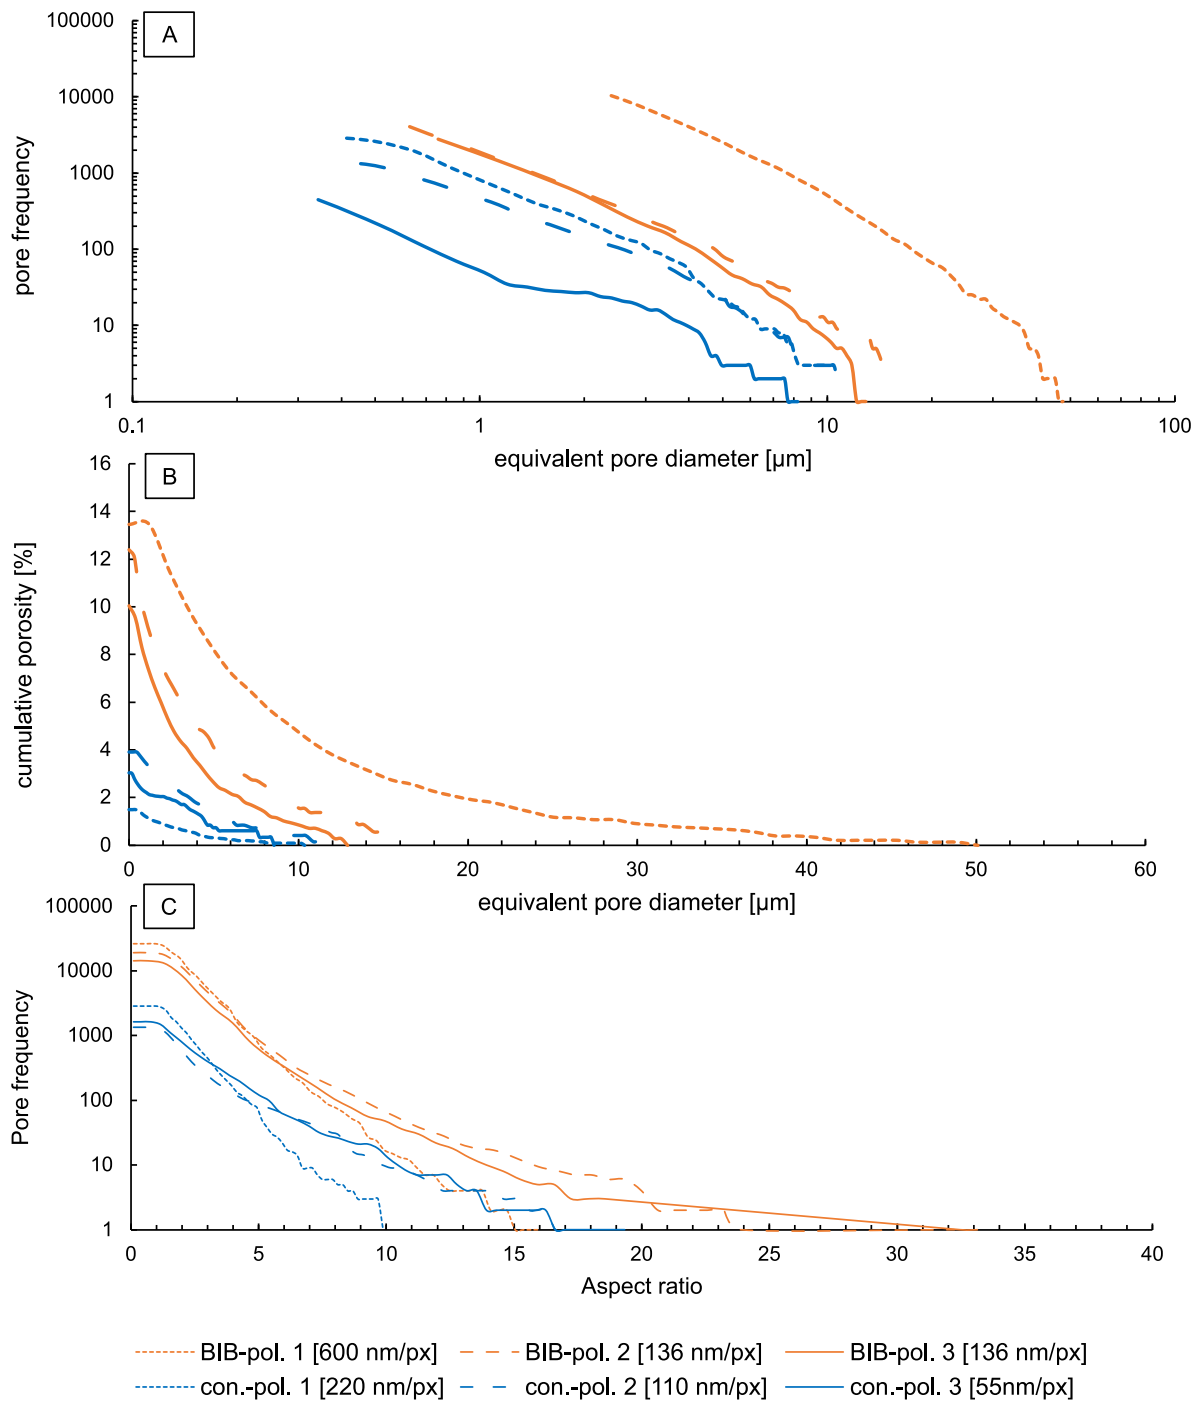 A
100000
10000
1000
100
10
1
pore frequency
0.1 1 10 100
equivalent pore diameter [µm]
B
16
14
12
10
8
6
4
2
0
cumulative porosity [%]
0 10 20 30 40 50 60
equivalent pore diameter [µm]
C
100000
10000
1000
100
10
1
Pore frequency
0 5 10 15 20 25 30 35 40
Aspect ratio
BIB-pol. 1 [600 nm/px] BIB-pol. 2 [136 nm/px] BIB-pol. 3 [136 nm/px]
con.-pol. 1 [220 nm/px] con.-pol. 2 [110 nm/px] con.-pol. 3 [55nm/px]